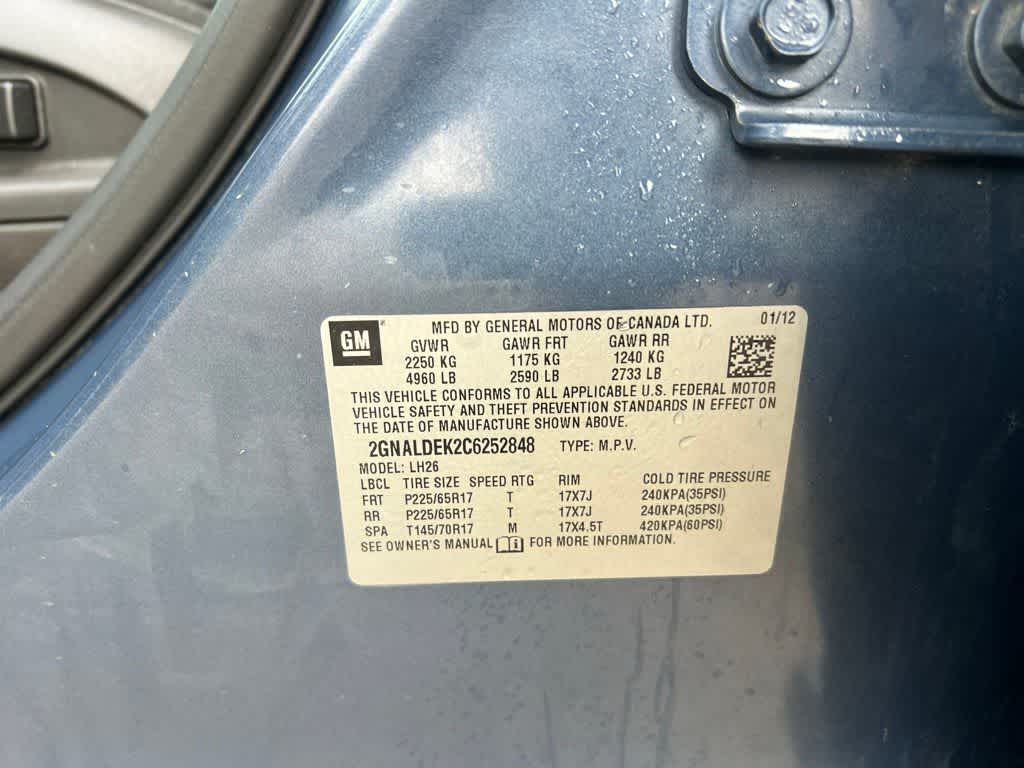 GM
MFD BY GENERAL MOTORS OF CANADA LTD. 01/12
GVWR GAWR FRT GAWR RR
2250 KG 1175 KG 1240 KG
4960 LB 2590 LB 2733 LB
THIS VEHICLE CONFORMS TO ALL APPLICABLE U.S. FEDERAL MOTOR
VEHICLE SAFETY AND THEFT PREVENTION STANDARDS IN EFFECT ON
THE DATE OF MANUFACTURE SHOWN ABOVE.
2GNALDEK2C6252848 TYPE: M.P.V.
MODEL: LH26
LBCL TIRE SIZE SPEED RTG RIM COLD TIRE PRESSURE
FRT P225/65R17 T 17X7J 240KPA(35PSI)
RR P225/65R17 T 17X7J 240KPA(35PSI)
SPA T145/70R17 M 17X4.5T 420KPA(60PSI)
SEE OWNER'S MANUAL FOR MORE INFORMATION.